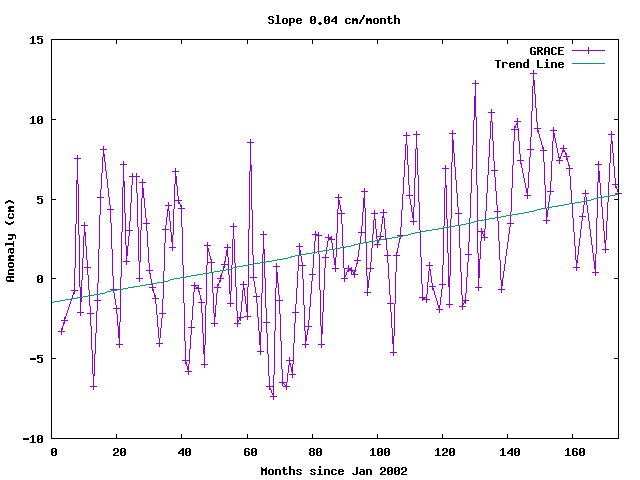 Slope 0.04 cm/month
15
GRACE
Trend Line
10
5
0
-5
-10
Anomaly (cm)
0 20 40 60 80 100 120 140 160
Months since Jan 2002